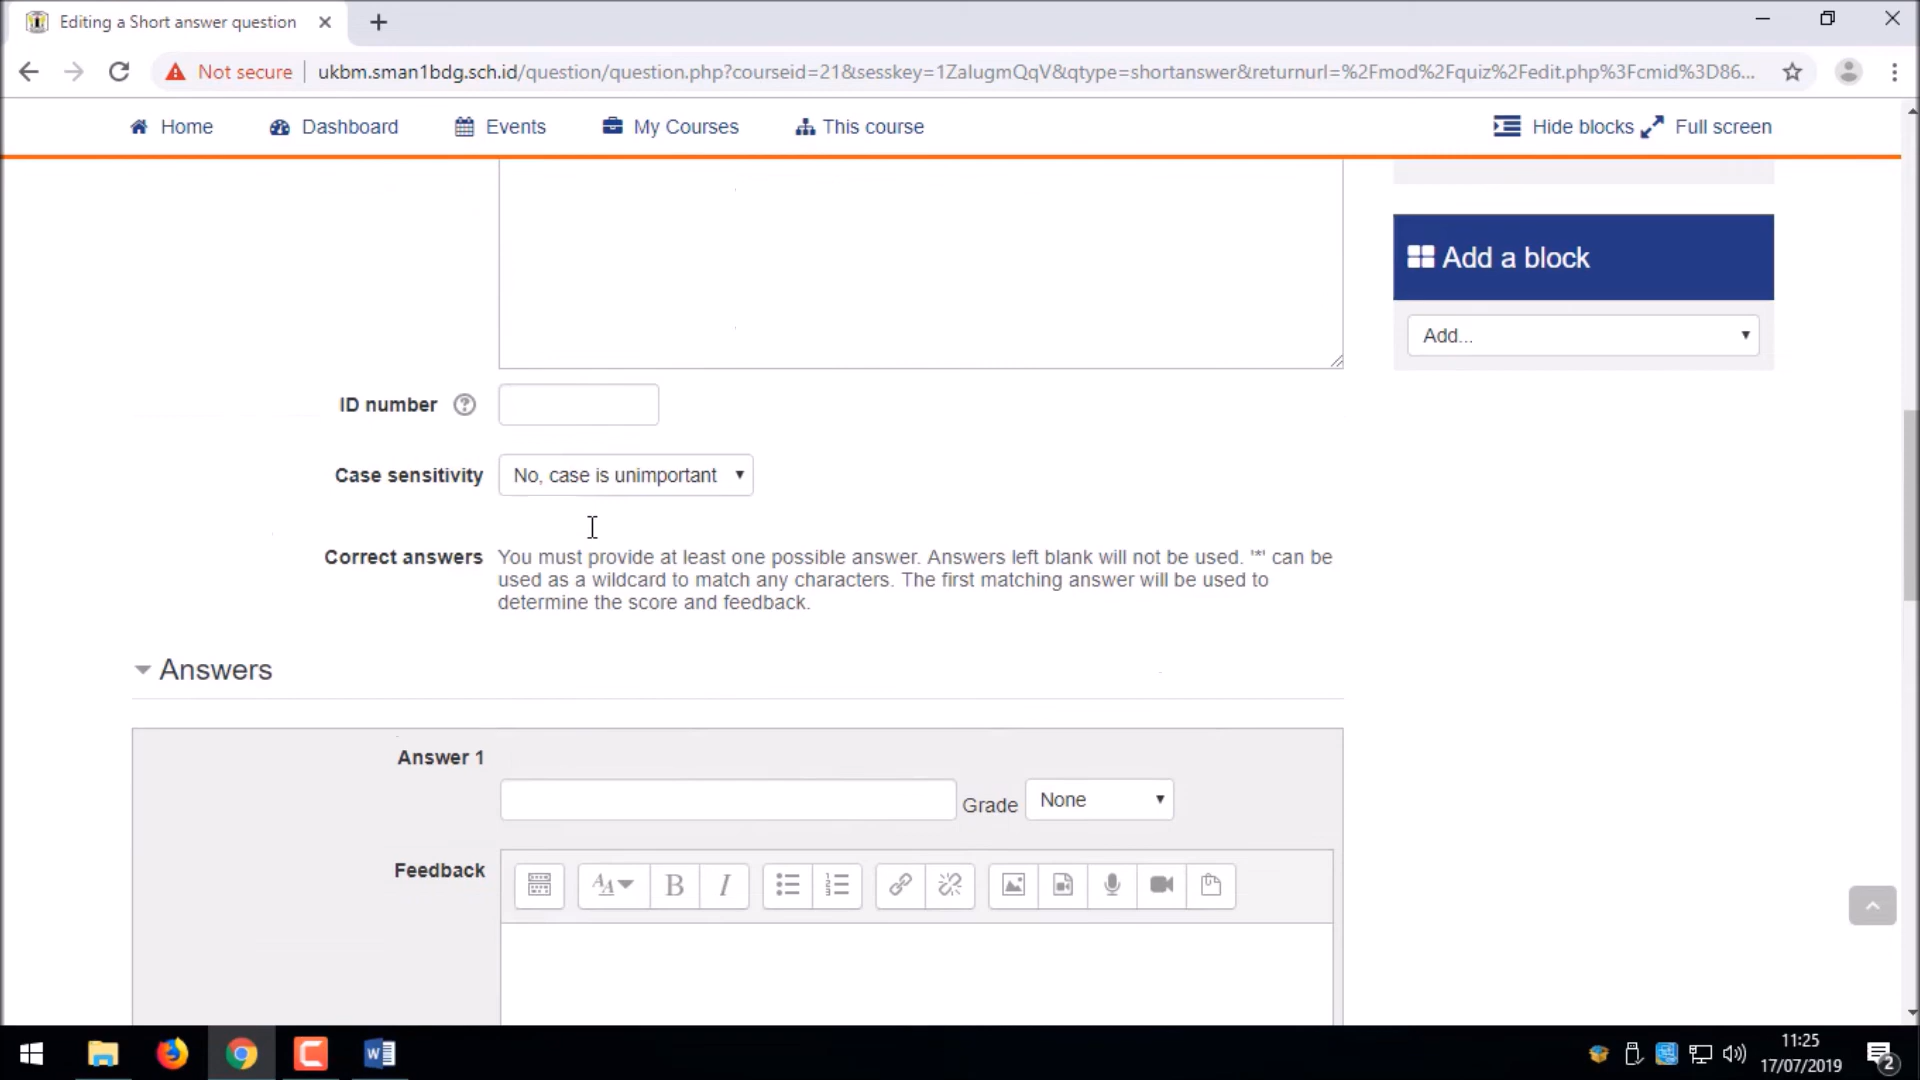 Editing a Short answer question
Not secure
ukbm.sman1bdg.sch.id/question/question.php?courseid=21&sesskey=1ZalugmQqV&qtype=shortanswer&returnurl=%2Fmod%2Fquiz%2Fedit.php%3Fcmid%3D86...
Home
Dashboard
Events
My Courses
This course
Hide blocks
Full screen
Add a block
Add...
ID number
Case sensitivity
No, case is unimportant
Correct answers
You must provide at least one possible answer. Answers left blank will not be used. '*' can be
used as a wildcard to match any characters. The first matching answer will be used to
determine the score and feedback.
Answers
Answer 1
Grade
None
Feedback
11:25
17/07/2019
2